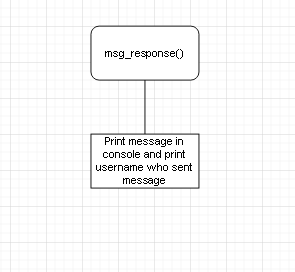 msg_response()
Print message in
console and print
username who sent
message